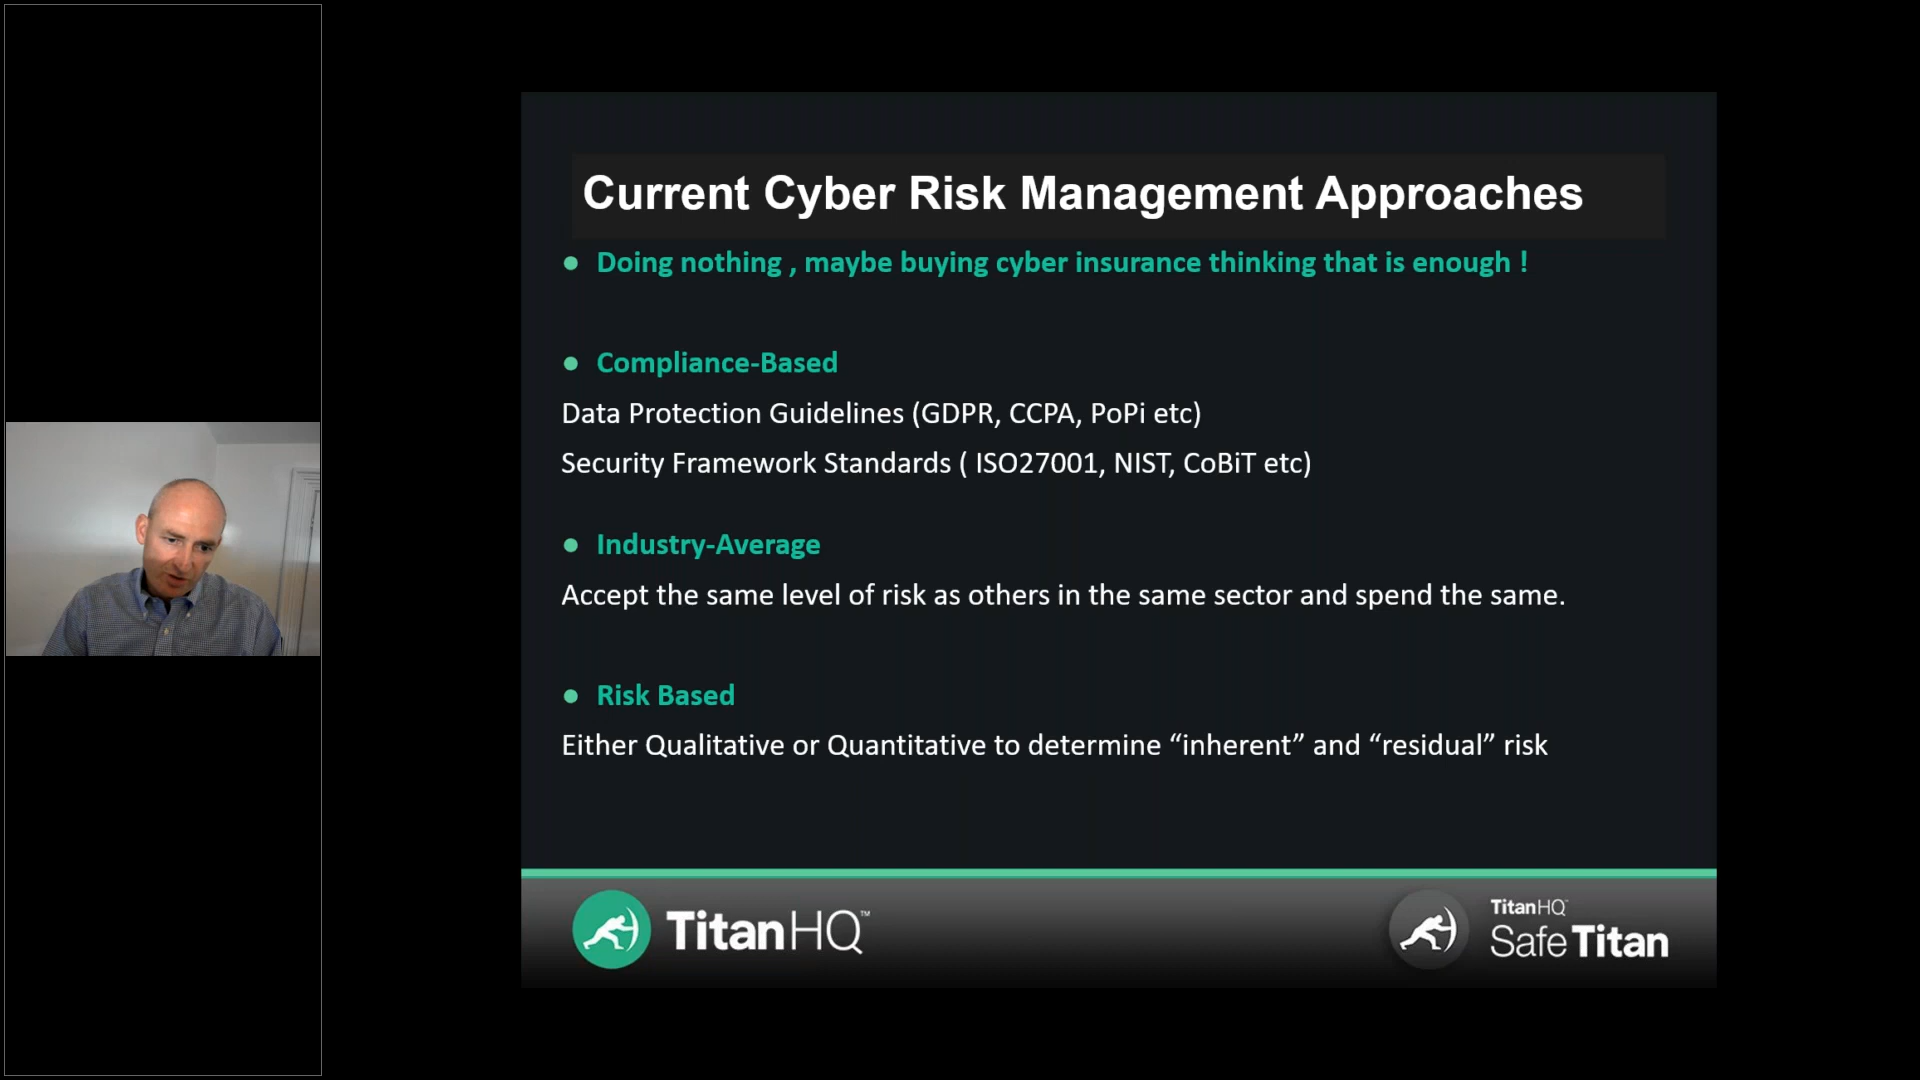 Current Cyber Risk Management Approaches
Doing nothing , maybe buying cyber insurance thinking that is enough !
Compliance-Based
Data Protection Guidelines (GDPR, CCPA, PoPi etc)
Security Framework Standards ( ISO27001, NIST, CoBiT etc)
Industry-Average
Accept the same level of risk as others in the same sector and spend the same.
Risk Based
Either Qualitative or Quantitative to determine “inherent” and “residual” risk
TitanHQ™
TitanHQ™
SafeTitan